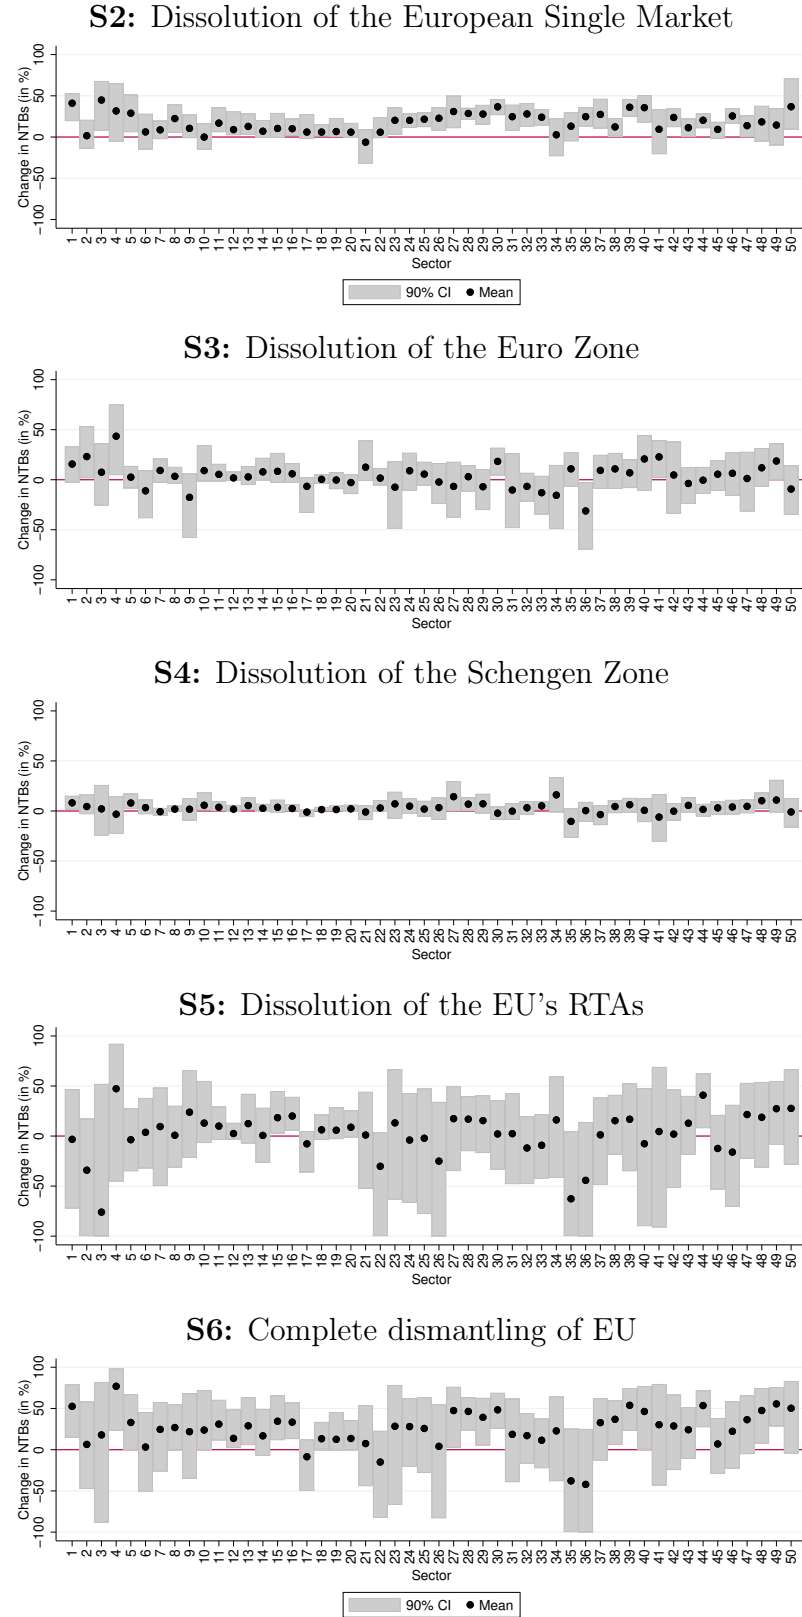 S2: Dissolution of the European Single Market
Change in NTBs (in %)
100
50
0
−50
−100
1 2 3 4 5 6 7 8 9 10 11 12 13 14 15 16 17 18 19 20 21 22 23 24 25 26 27 28 29 30 31 32 33 34 35 36 37 38 39 40 41 42 43 44 45 46 47 48 49 50
Sector
90% CI Mean
S3: Dissolution of the Euro Zone
Change in NTBs (in %)
100
50
0
−50
−100
1 2 3 4 5 6 7 8 9 10 11 12 13 14 15 16 17 18 19 20 21 22 23 24 25 26 27 28 29 30 31 32 33 34 35 36 37 38 39 40 41 42 43 44 45 46 47 48 49 50
Sector
S4: Dissolution of the Schengen Zone
Change in NTBs (in %)
100
50
0
−50
−100
1 2 3 4 5 6 7 8 9 10 11 12 13 14 15 16 17 18 19 20 21 22 23 24 25 26 27 28 29 30 31 32 33 34 35 36 37 38 39 40 41 42 43 44 45 46 47 48 49 50
Sector
S5: Dissolution of the EU's RTAs
Change in NTBs (in %)
100
50
0
−50
−100
1 2 3 4 5 6 7 8 9 10 11 12 13 14 15 16 17 18 19 20 21 22 23 24 25 26 27 28 29 30 31 32 33 34 35 36 37 38 39 40 41 42 43 44 45 46 47 48 49 50
Sector
S6: Complete dismantling of EU
Change in NTBs (in %)
100
50
0
−50
−100
1 2 3 4 5 6 7 8 9 10 11 12 13 14 15 16 17 18 19 20 21 22 23 24 25 26 27 28 29 30 31 32 33 34 35 36 37 38 39 40 41 42 43 44 45 46 47 48 49 50
Sector
90% CI Mean